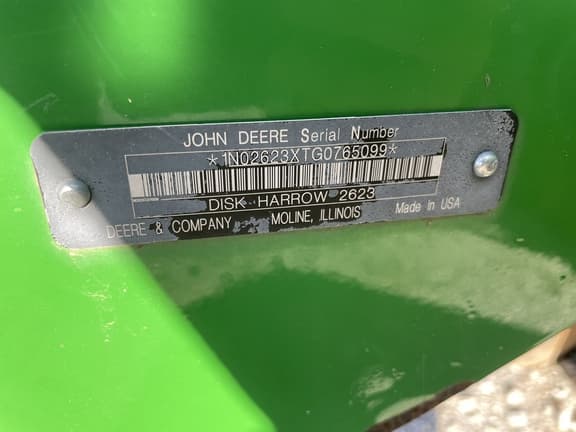 JOHN DEERE Serial Number
*1N02623XTG0765099*
DISK HARROW 2623
DEERE & COMPANY MOLINE, ILLINOIS Made In USA